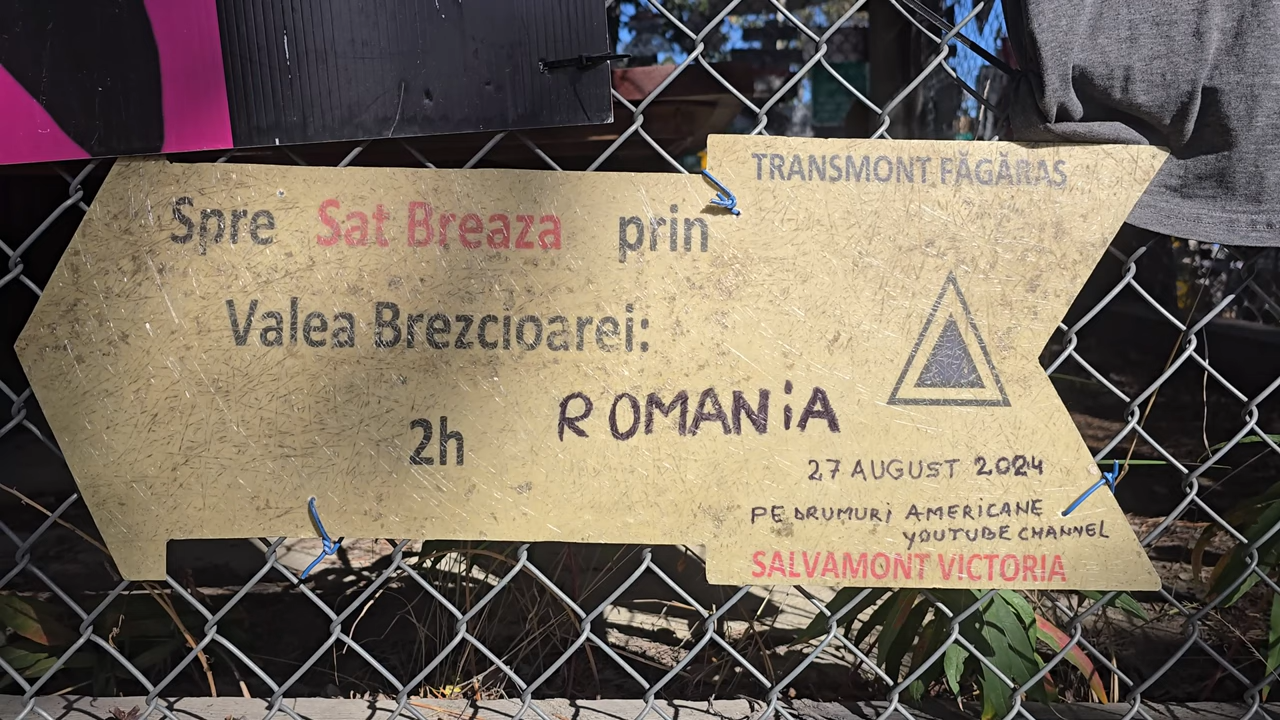 TRANSMONT FĂGĂRAS
Spre Sat Breaza prin
Valea Brezcioarei:
2h
ROMANiA
27 AUGUST 2024
PE DRUMURi AMERICANE
YOUTUBE CHANNEL
SALVAMONT VICTORIA